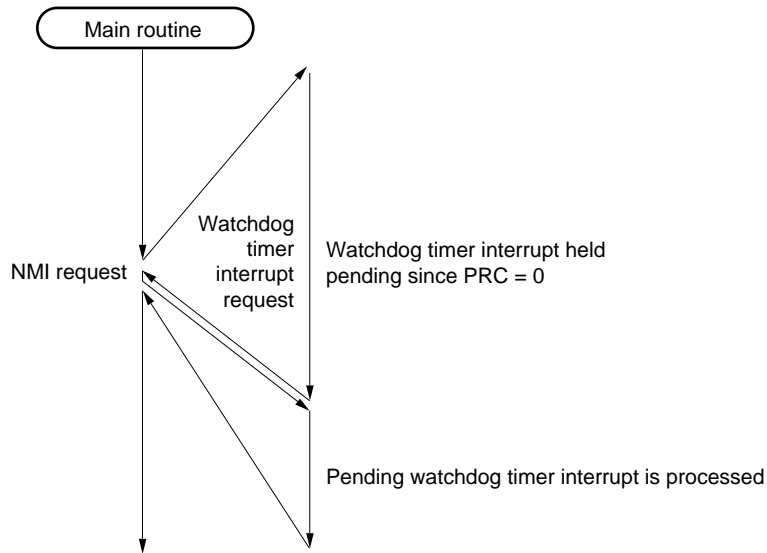 Main routine
Watchdog
timer
interrupt
request
Watchdog timer interrupt held
pending since PRC = 0
NMI request
Pending watchdog timer interrupt is processed